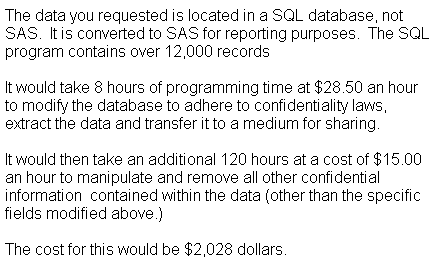 The data you requested is located in a SQL database, not
SAS.  It is converted to SAS for reporting purposes.  The SQL
program contains over 12,000 records
It would take 8 hours of programming time at $28.50 an hour
to modify the database to adhere to confidentiality laws,
extract the data and transfer it to a medium for sharing.
It would then take an additional 120 hours at a cost of $15.00
an hour to manipulate and remove all other confidential
information  contained within the data (other than the specific
fields modified above.)
The cost for this would be $2,028 dollars.